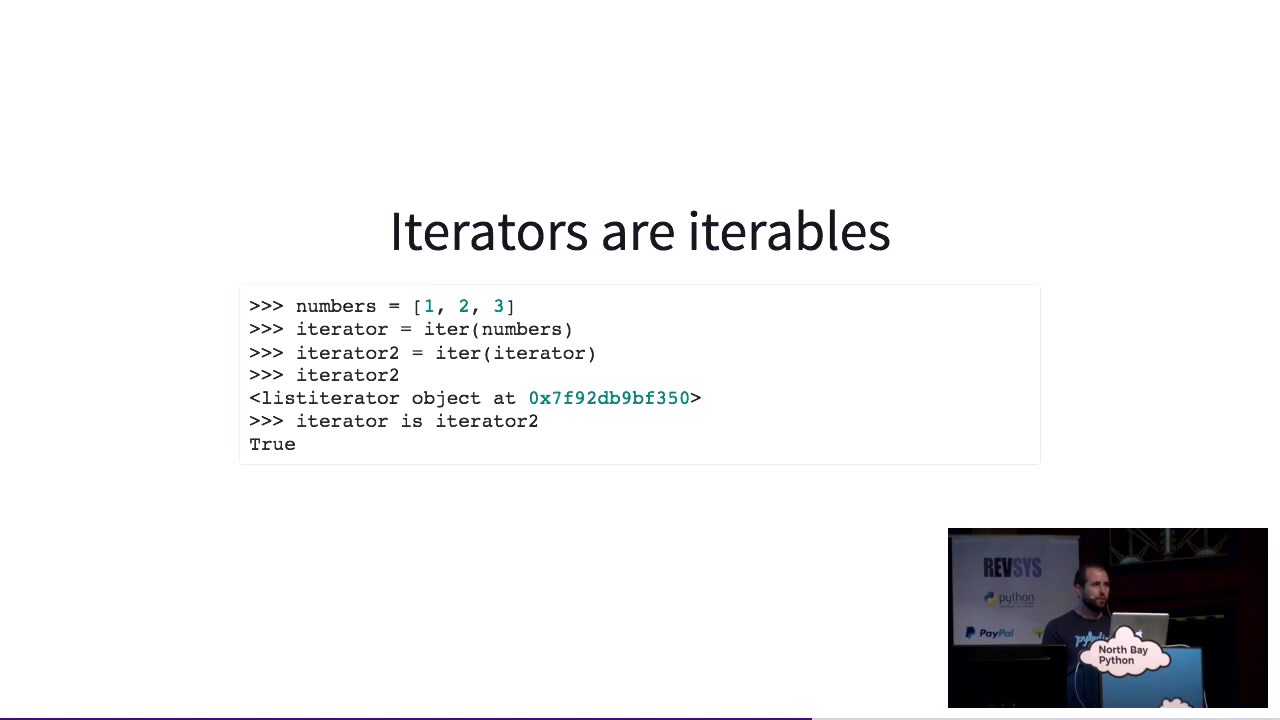 Iterators are iterables
>>> numbers = [1, 2, 3]
>>> iterator = iter(numbers)
>>> iterator2 = iter(iterator)
>>> iterator2
<listiterator object at 0x7f92db9bf350>
>>> iterator is iterator2
True
REVSYS
python
PayPal
North Bay
Python